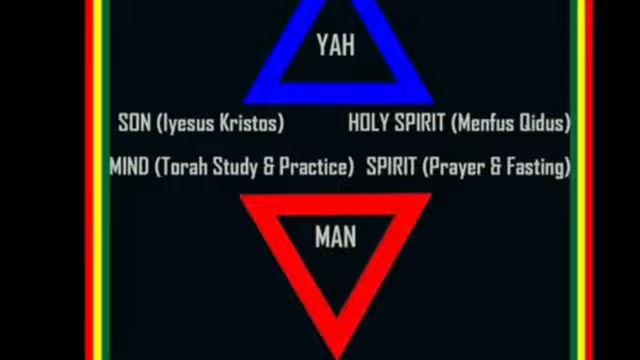 YAH
SON (Iyesus Kristos) HOLY SPIRIT (Menfus Qidus)
MIND (Torah Study & Practice) SPIRIT (Prayer & Fasting)
MAN